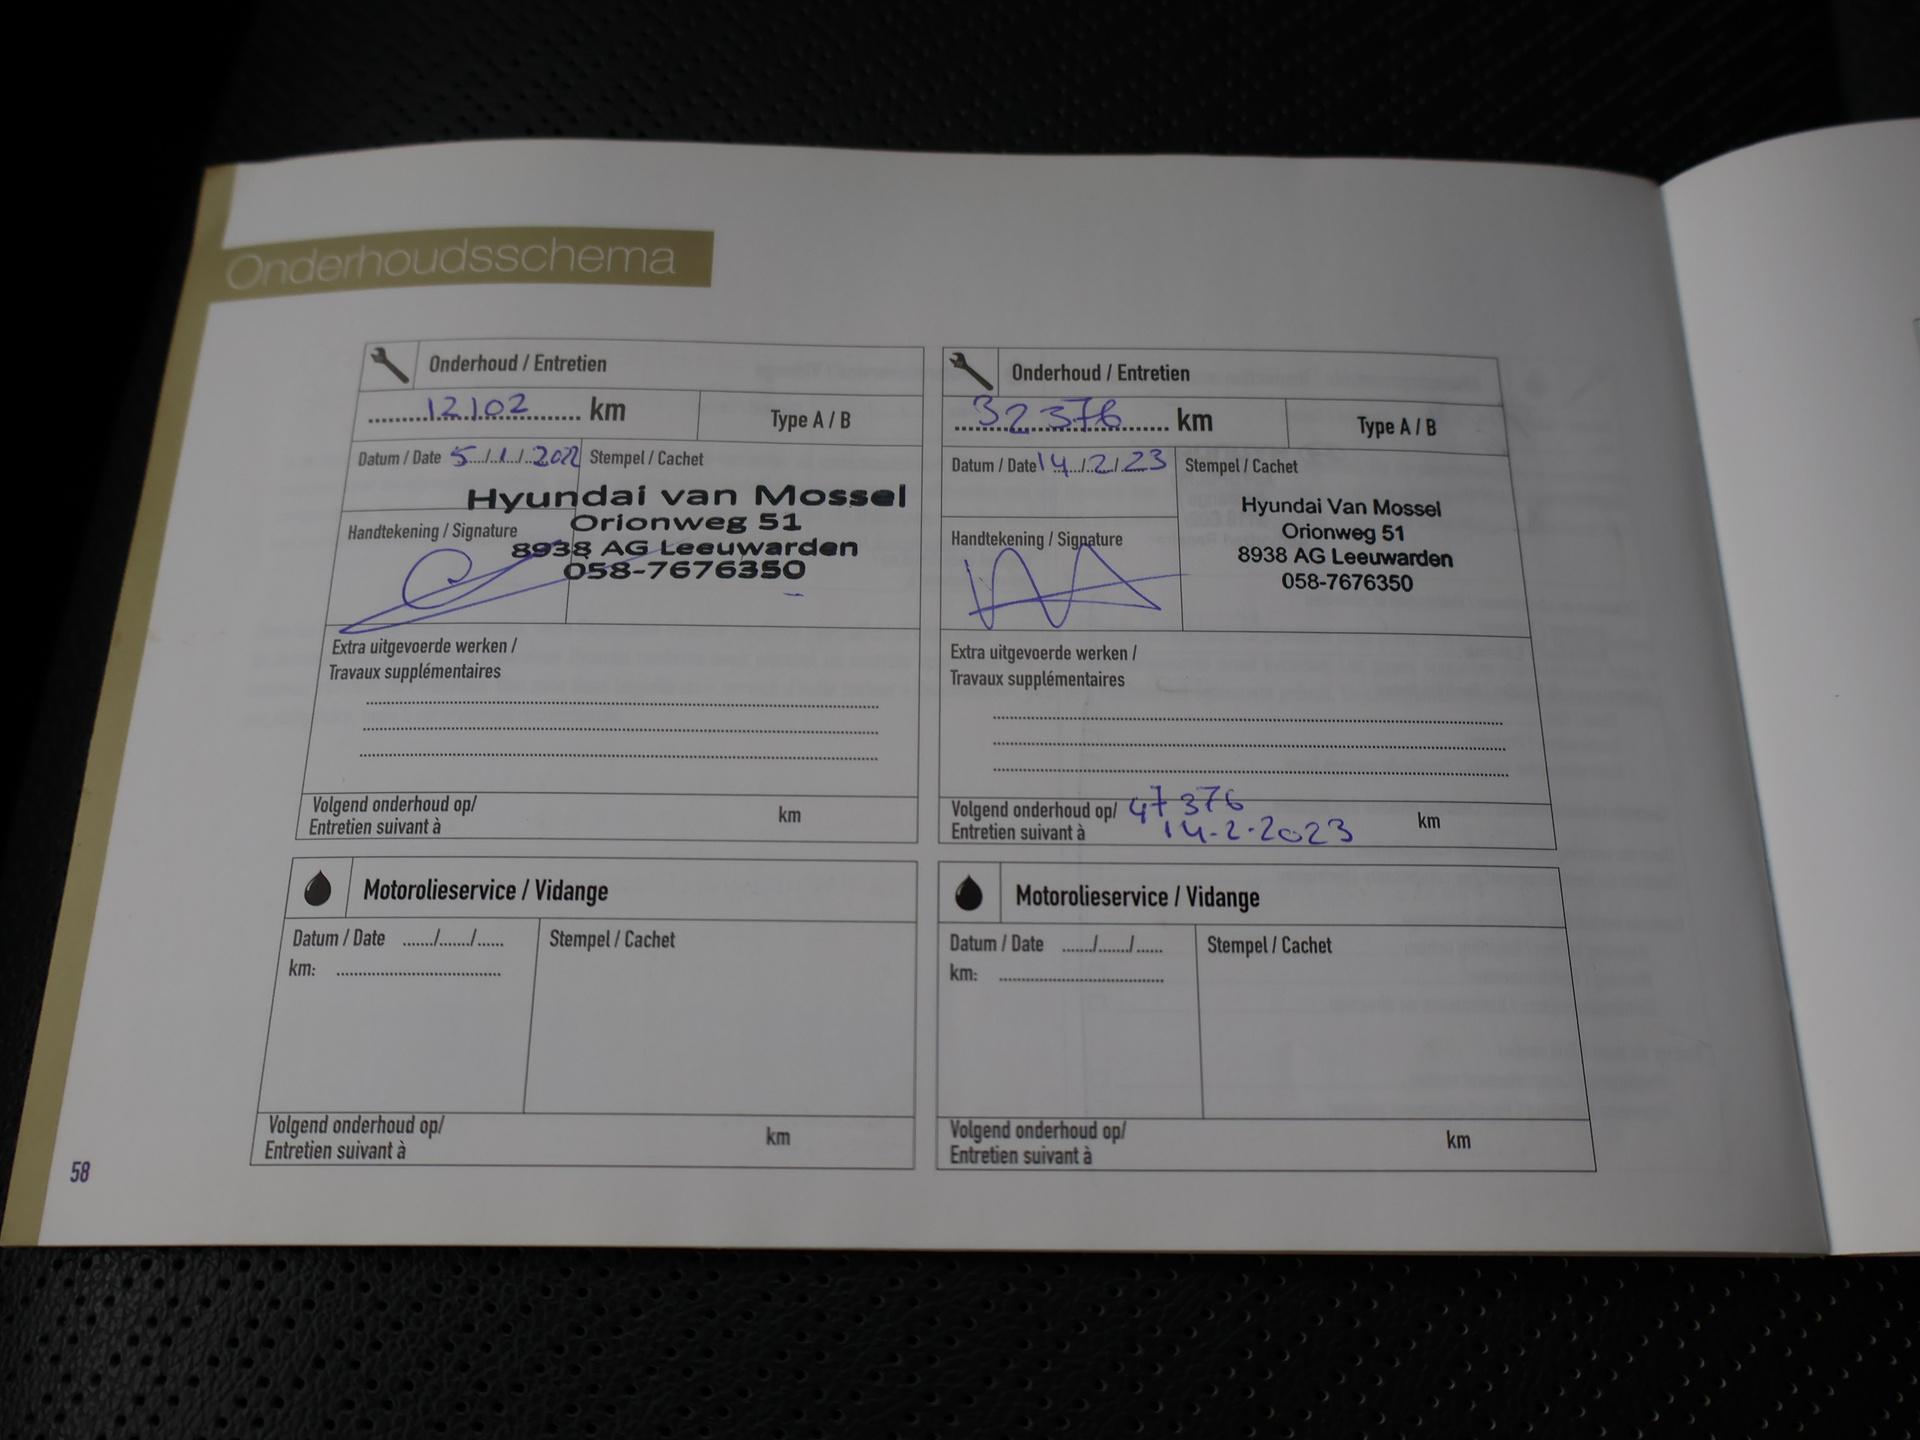 Onderhoudsschema
Onderhoud / Entretien
12102 km
Type A / B
Datum / Date 5/1/2022
Stempel / Cachet
Hyundai van Mossel
Orionweg 51
8938 AG Leeuwarden
058-7676350
Handtekening / Signature
Extra uitgevoerde werken /
Travaux supplémentaires
Volgend onderhoud op/
Entretien suivant à
km
Onderhoud / Entretien
32376 km
Type A / B
Datum / Date 14/2/23
Stempel / Cachet
Hyundai Van Mossel
Orionweg 51
8938 AG Leeuwarden
058-7676350
Handtekening / Signature
Extra uitgevoerde werken /
Travaux supplémentaires
Volgend onderhoud op/ 47376
Entretien suivant à 14-2-2023
km
Motorolieservice / Vidange
Datum / Date ....../....../......
km:
Stempel / Cachet
Volgend onderhoud op/
Entretien suivant à
km
Motorolieservice / Vidange
Datum / Date ....../....../......
km:
Stempel / Cachet
Volgend onderhoud op/
Entretien suivant à
km
58